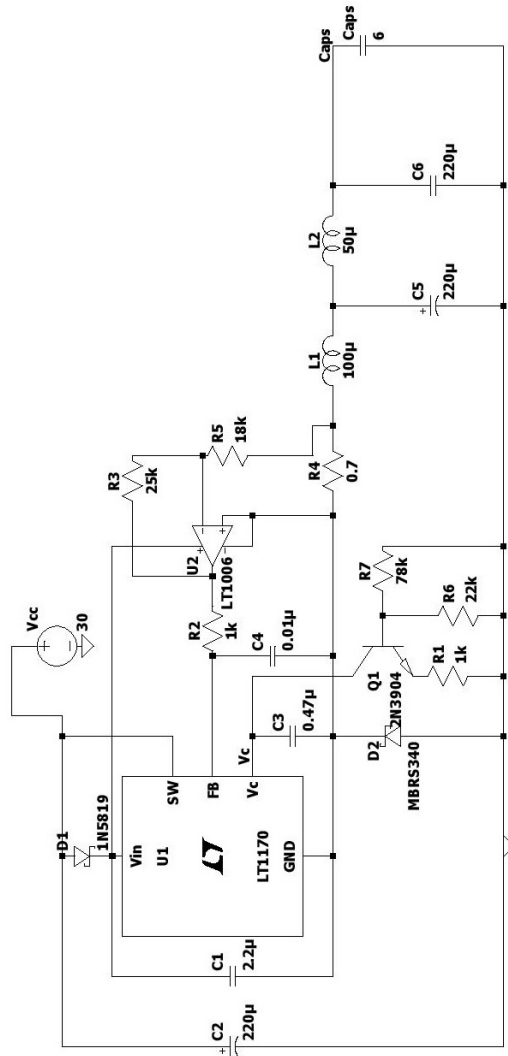 Vcc
30
D1
1N5819
Vin
U1
LT
LT1170
GND
SW
FB
Vc
Vc
C1
2.2µ
C2
220µ
R2
1k
C4
0.01µ
C3
0.47µ
U2
LT1006
R3
25k
R5
18k
R4
0.7
Q1
2N3904
R1
1k
R6
22k
R7
78k
D2
MBRS340
L1
100µ
C5
220µ
L2
50µ
C6
220µ
Caps
Caps
6